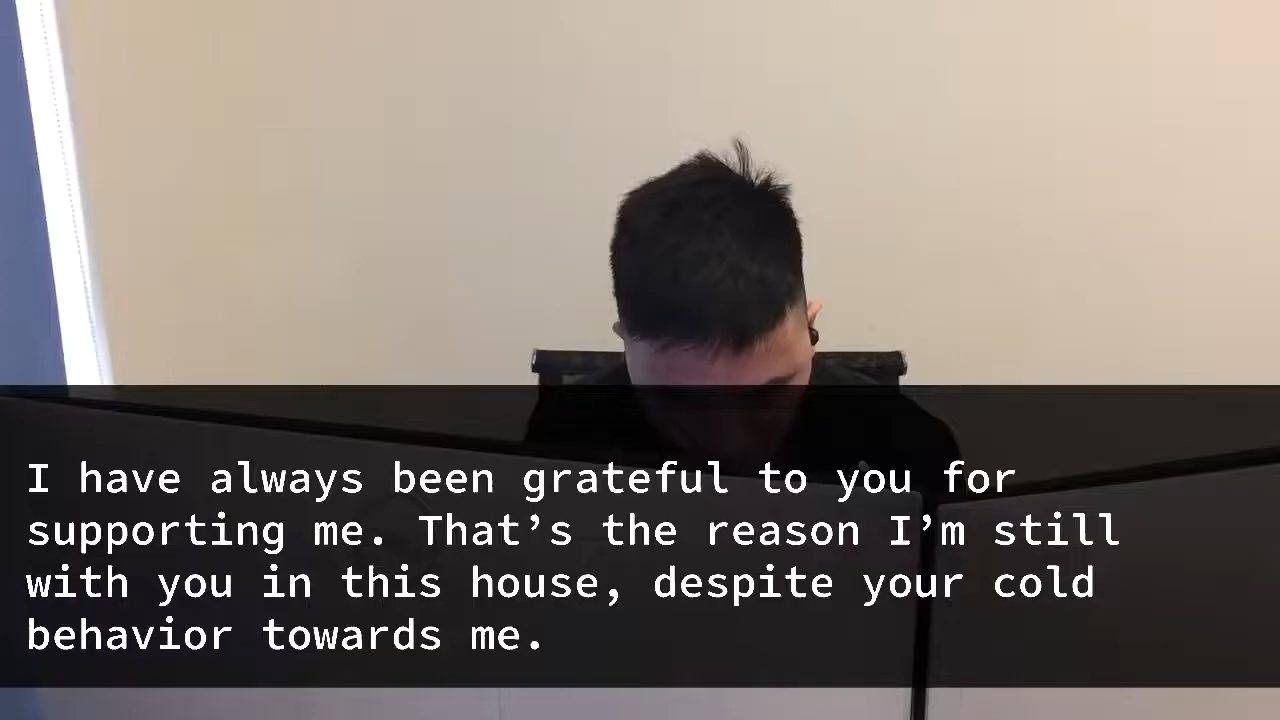 I have always been grateful to you for
supporting me. That’s the reason I’m still
with you in this house, despite your cold
behavior towards me.